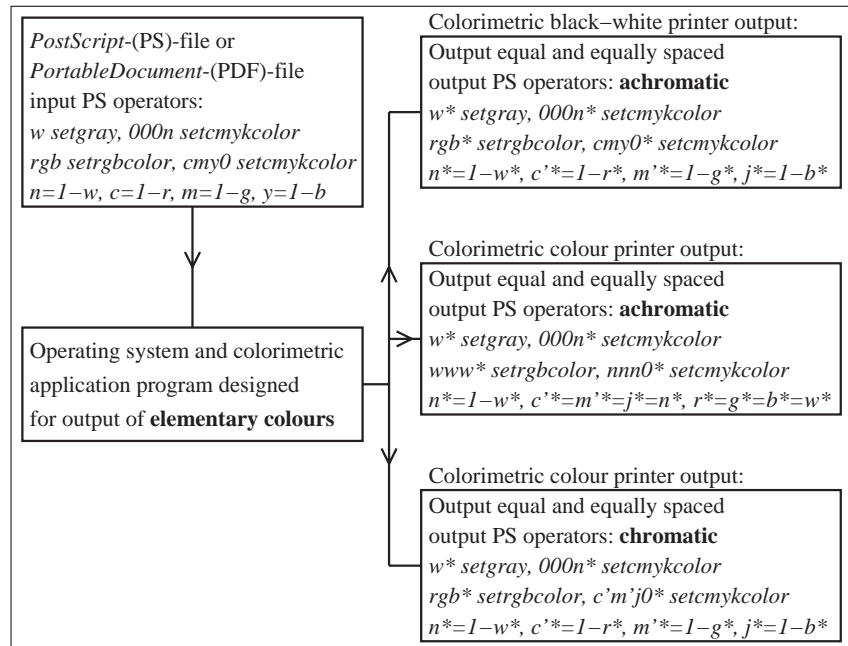 PostScript-(PS)-file or
PortableDocument-(PDF)-file
input PS operators:
w setgray, 000n setcmykcolor
rgb setrgbcolor, cmy0 setcmykcolor
n=1–w, c=1–r, m=1–g, y=1–b
Operating system and colorimetric
application program designed
for output of elementary colours
Colorimetric black–white printer output:
Output equal and equally spaced
output PS operators: achromatic
w* setgray, 000n* setcmykcolor
rgb* setrgbcolor, cmy0* setcmykcolor
n*=1–w*, c’*=1–r*, m’*=1–g*, j*=1–b*
Colorimetric colour printer output:
Output equal and equally spaced
output PS operators: achromatic
w* setgray, 000n* setcmykcolor
www* setrgbcolor, nnn0* setcmykcolor
n*=1–w*, c’*=m’*=j*=n*, r*=g*=b*=w*
Colorimetric colour printer output:
Output equal and equally spaced
output PS operators: chromatic
w* setgray, 000n* setcmykcolor
rgb* setrgbcolor, c'm'j0* setcmykcolor
n*=1–w*, c’*=1–r*, m’*=1–g*, j*=1–b*